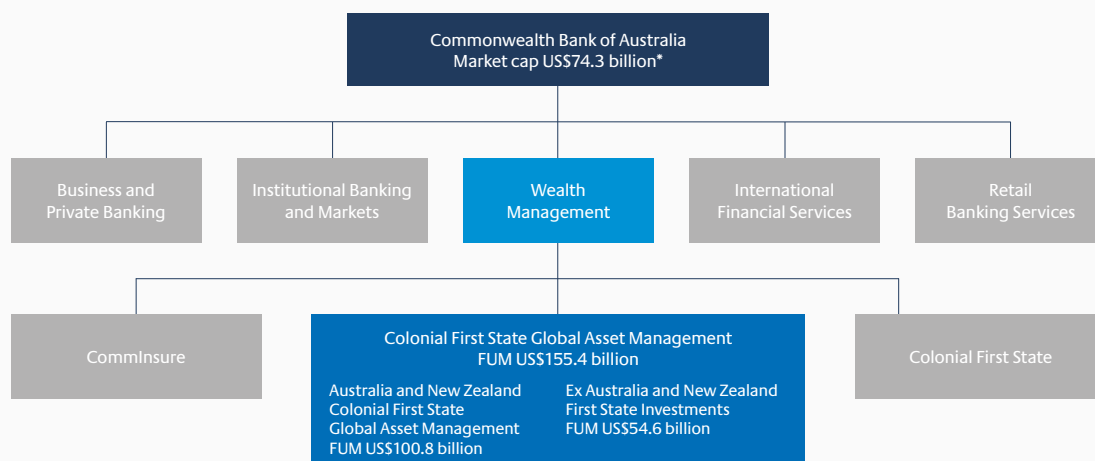 Commonwealth Bank of Australia
Market cap US$74.3 billion*
Business and
Private Banking
Institutional Banking
and Markets
Wealth
Management
International
Financial Services
Retail
Banking Services
CommInsure
Colonial First State Global Asset Management
FUM US$155.4 billion
Australia and New Zealand
Colonial First State
Global Asset Management
FUM US$100.8 billion
Ex Australia and New Zealand
First State Investments
FUM US$54.6 billion
Colonial First State